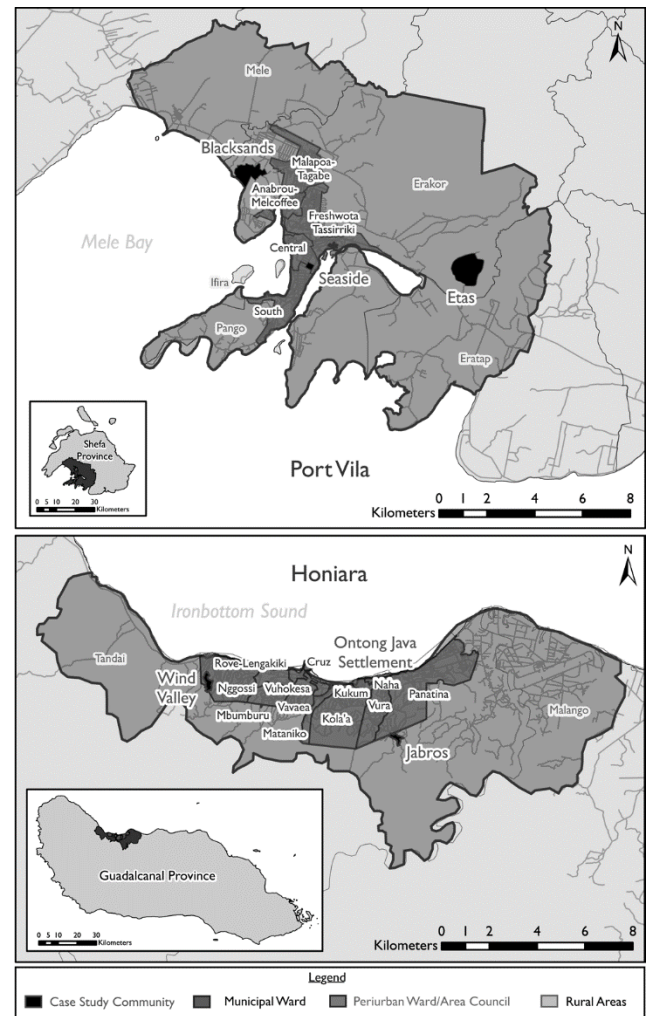 N
Mele
Blacksands
Malapoa-
Tagabe
Anabrou-
Melcoffee
Erakor
Freshwota
Tassirriki
Mele Bay
Central
Seaside
Ifira
Etas
South
Pango
Eratap
Shefa
Province
0 5 10 20 30
Kilometers
Port Vila
0 1 2 4 6 8
Kilometers
N
Honiara
Ironbottom Sound
Ontong Java
Settlement
Tandai
Rove-Lengakiki
Cruz
Wind
Valley
Nggossi
Vuhokesa
Kukum
Naha
Panatina
Mbumburu
Vavaea
Kola'a
Vura
Malango
Mataniko
Jabros
Guadalcanal Province
0 5 10 20 30
Kilometers
0 1 2 4 6 8
Kilometers
Legend
Case Study Community
Municipal Ward
Periurban Ward/Area Council
Rural Areas